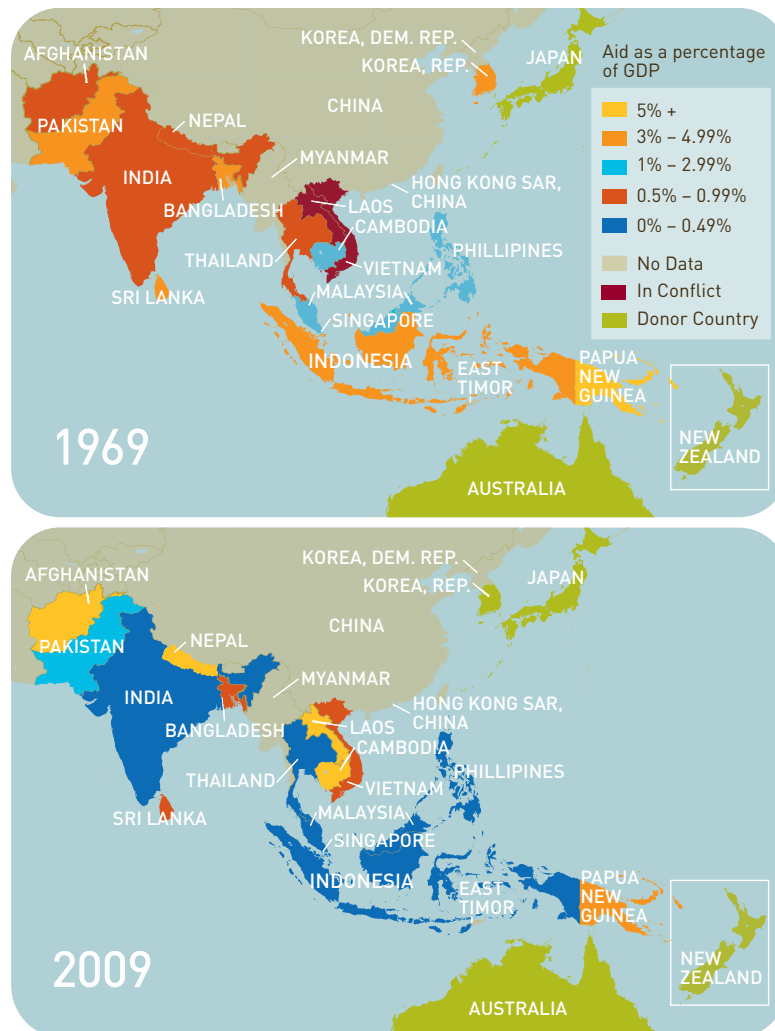 KOREA, DEM. REP.
AFGHANISTAN
JAPAN
KOREA, REP.
CHINA
PAKISTAN
NEPAL
MYANMAR
INDIA
HONG KONG SAR,
CHINA
BANGLADESH
LAOS
CAMBODIA
PHILLIPINES
THAILAND
VIETNAM
MALAYSIA
SRI LANKA
SINGAPORE
INDONESIA
EAST
TIMOR
PAPUA
NEW
GUINEA
NEW
ZEALAND
AUSTRALIA
1969
Aid as a percentage
of GDP
5% +
3% – 4.99%
1% – 2.99%
0.5% – 0.99%
0% – 0.49%
No Data
In Conflict
Donor Country
KOREA, DEM. REP.
AFGHANISTAN
JAPAN
KOREA, REP.
CHINA
PAKISTAN
NEPAL
MYANMAR
INDIA
HONG KONG SAR,
CHINA
BANGLADESH
LAOS
CAMBODIA
PHILLIPINES
THAILAND
VIETNAM
MALAYSIA
SRI LANKA
SINGAPORE
INDONESIA
EAST
TIMOR
PAPUA
NEW
GUINEA
NEW
ZEALAND
AUSTRALIA
2009